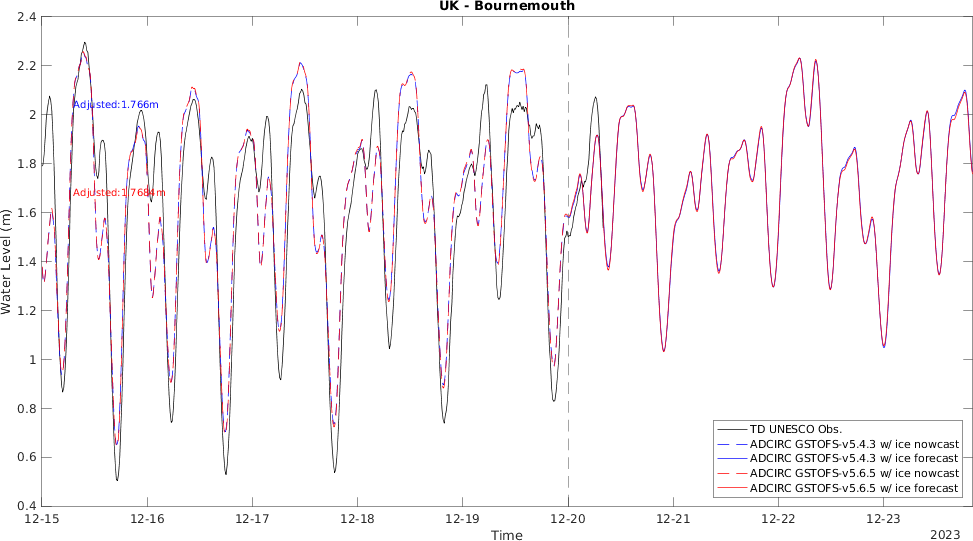 UK - Bournemouth
2.4
2.2
2
1.8
1.6
1.4
1.2
1
0.8
0.6
0.4
Water Level (m)
Adjusted:1.766m
Adjusted:1.7684m
TD UNESCO Obs.
ADCIRC GSTOFS-v5.4.3 w/ ice nowcast
ADCIRC GSTOFS-v5.4.3 w/ ice forecast
ADCIRC GSTOFS-v5.6.5 w/ ice nowcast
ADCIRC GSTOFS-v5.6.5 w/ ice forecast
12-15 12-16 12-17 12-18 12-19 12-20 12-21 12-22 12-23
Time
2023